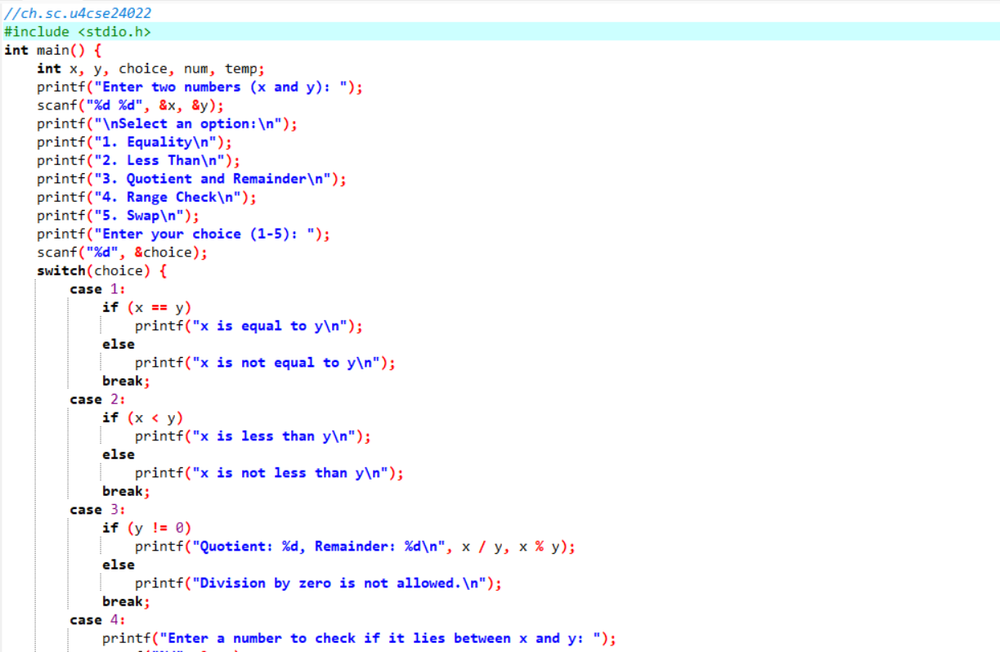 //ch.sc.u4cse24022
#include <stdio.h>
int main() {
    int x, y, choice, num, temp;
    printf("Enter two numbers (x and y): ");
    scanf("%d %d", &x, &y);
    printf("\nSelect an option:\n");
    printf("1. Equality\n");
    printf("2. Less Than\n");
    printf("3. Quotient and Remainder\n");
    printf("4. Range Check\n");
    printf("5. Swap\n");
    printf("Enter your choice (1-5): ");
    scanf("%d", &choice);
    switch(choice) {
        case 1:
            if (x == y)
                printf("x is equal to y\n");
            else
                printf("x is not equal to y\n");
            break;
        case 2:
            if (x < y)
                printf("x is less than y\n");
            else
                printf("x is not less than y\n");
            break;
        case 3:
            if (y != 0)
                printf("Quotient: %d, Remainder: %d\n", x / y, x % y);
            else
                printf("Division by zero is not allowed.\n");
            break;
        case 4:
            printf("Enter a number to check if it lies between x and y: ");